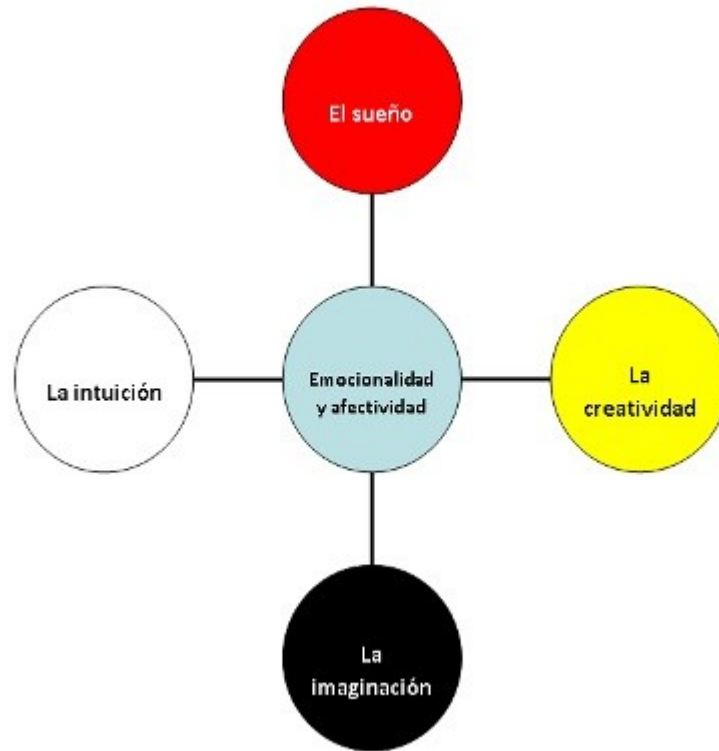 El sueño
La intuición
Emocionalidad
y afectividad
La
creatividad
La
imaginación